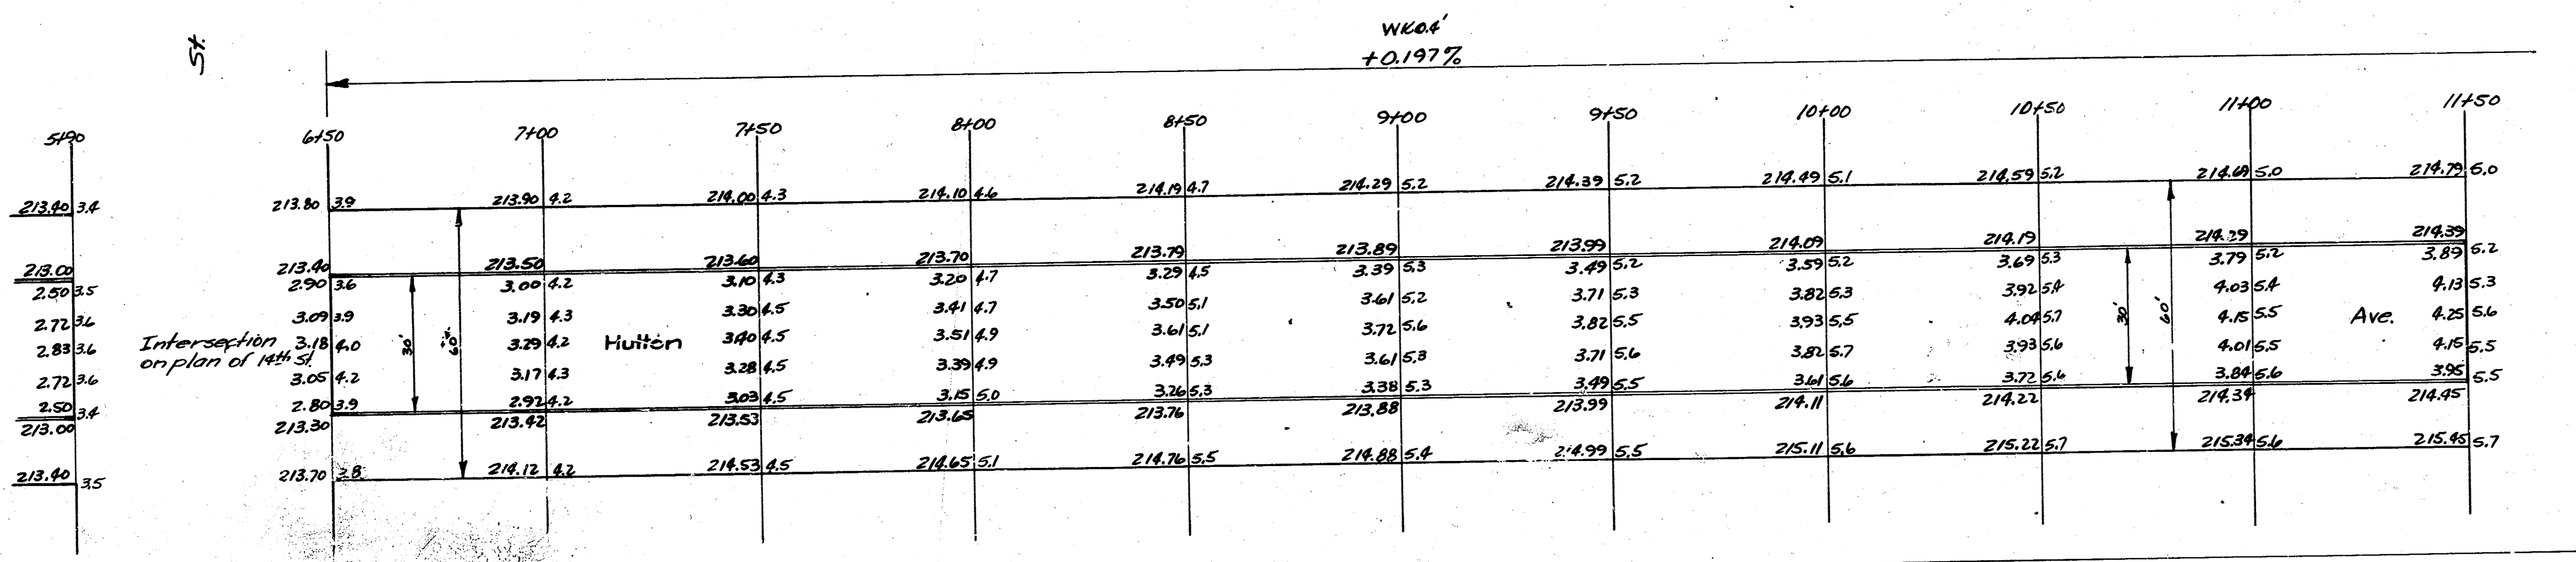 St.
WK0.4'
+0.197%
5+90 6+50 7+00 7+50 8+00 8+50 9+00 9+50 10+00 10+50 11+00 11+50
213.40 3.4 213.80 3.9 213.90 4.2 214.00 4.3 214.10 4.6 214.19 4.7 214.29 5.2 214.39 5.2 214.49 5.1 214.59 5.2 214.69 5.0 214.79 5.0
213.00 213.40 213.50 213.60 213.70 213.79 213.89 213.99 214.09 214.19 214.29 214.39
2.50 3.5 2.90 3.6 3.00 4.2 3.10 4.3 3.20 4.7 3.29 4.5 3.39 5.3 3.49 5.2 3.59 5.2 3.69 5.3 3.79 5.2 3.89 5.2
2.72 3.6 3.09 3.9 3.19 4.3 3.30 4.5 3.41 4.7 3.50 5.1 3.61 5.2 3.71 5.3 3.82 5.3 3.92 5.4 4.03 5.4 4.13 5.3
2.83 3.6 Intersection 3.18 4.0 30' 60' 3.29 4.2 Hutton 3.40 4.5 3.51 4.9 3.61 5.1 3.72 5.6 3.82 5.5 3.93 5.5 4.04 5.7 30' 60' 4.15 5.5 Ave. 4.25 5.6
on plan of 14th St.
2.72 3.6 3.05 4.2 3.17 4.3 3.28 4.5 3.39 4.9 3.49 5.3 3.61 5.3 3.71 5.6 3.82 5.7 3.93 5.6 4.01 5.5 4.15 5.5
2.50 3.4 2.80 3.9 2.92 4.2 3.03 4.5 3.15 5.0 3.26 5.3 3.38 5.3 3.49 5.5 3.61 5.6 3.72 5.6 3.84 5.6 3.95 5.5
213.00 213.30 213.42 213.53 213.65 213.76 213.88 213.99 214.11 214.22 214.34 214.45
213.40 3.5 213.70 214.12 4.2 214.53 4.5 214.65 5.1 214.76 5.5 214.88 5.4 214.99 5.5 215.11 5.6 215.22 5.7 215.34 5.6 215.45 5.7